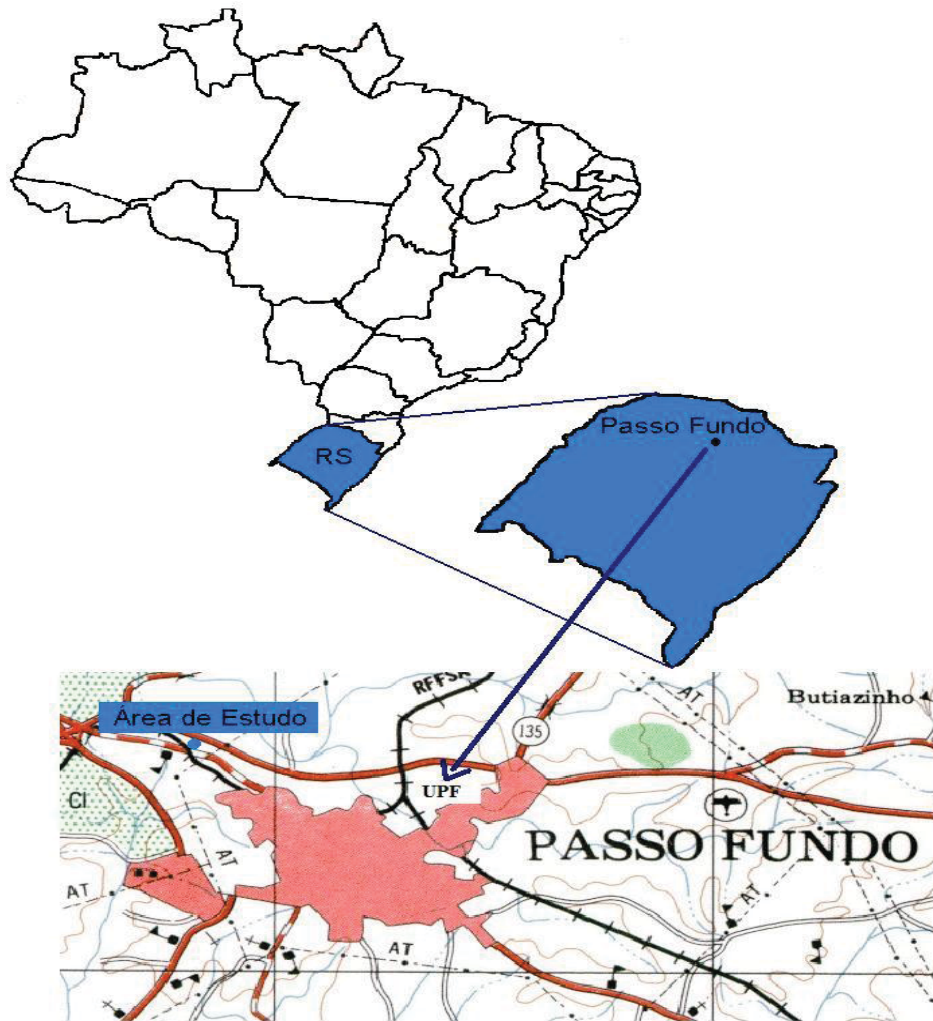 RS
Passo Fundo
RFFSA
AT
Butiazinho
Área de Estudo
135
UPF
CI
AT
PASSO FUNDO
AT
AT
AT